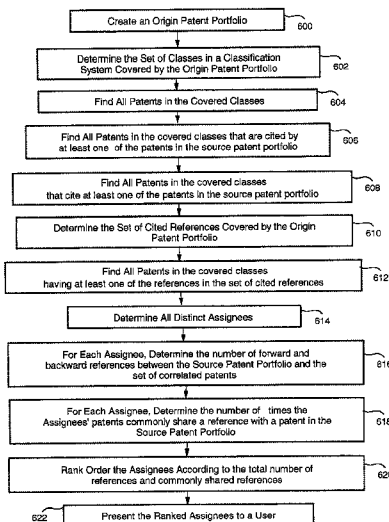 Create an Origin Patent Portfolio
600
Determine the Set of Classes in a Classification
System Covered by the Origin Patent Portfolio
602
Find All Patents in the Covered Classes
604
Find All Patents in the covered classes that are cited by
at least one of the patents in the source patent portfolio
606
Find All Patents in the covered classes
that cite at least one of the patents in the source patent portfolio
608
Determine the Set of Cited References Covered by the Origin
Patent Portfolio
610
Find All Patents in the covered classes
having at least one of the references in the set of cited references
612
Determine All Distinct Assignees
614
For Each Assignee, Determine the number of forward and
backward references between the Source Patent Portfolio and the
set of correlated patents
616
For Each Assignee, Determine the number of times the
Assignees' patents commonly share a reference with a patent in the
Source Patent Portfolio
618
Rank Order the Assignees According to the total number of
references and commonly shared references
620
622
Present the Ranked Assignees to a User